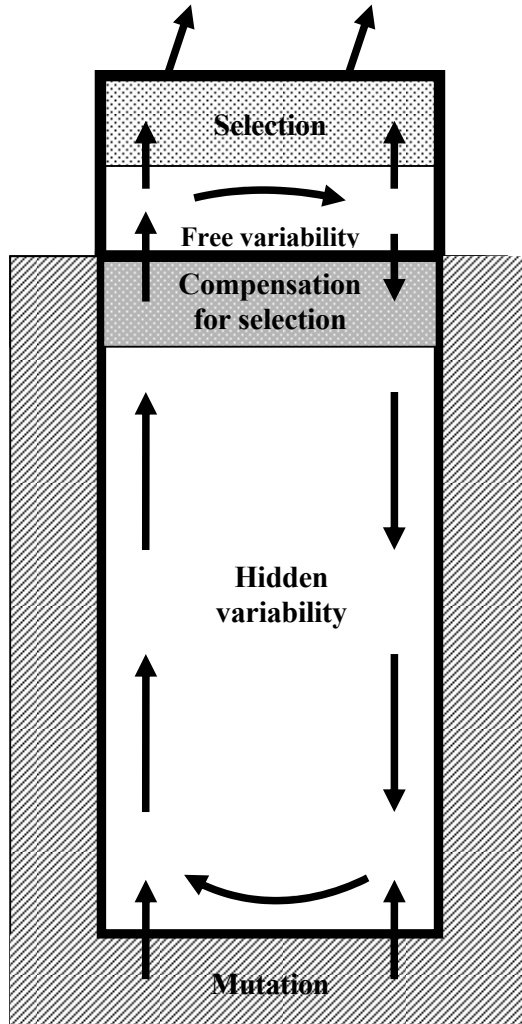 Selection
Free variability
Compensation
for selection
Hidden
variability
Mutation